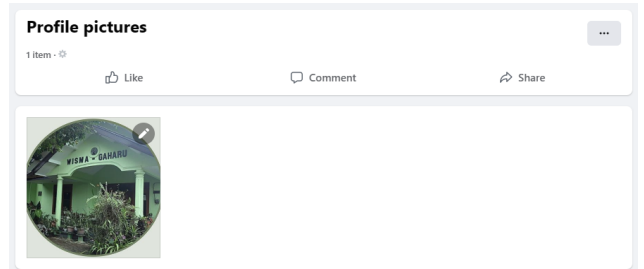 Profile pictures
1 item ·
Like
Comment
Share
WISMA GAHARU